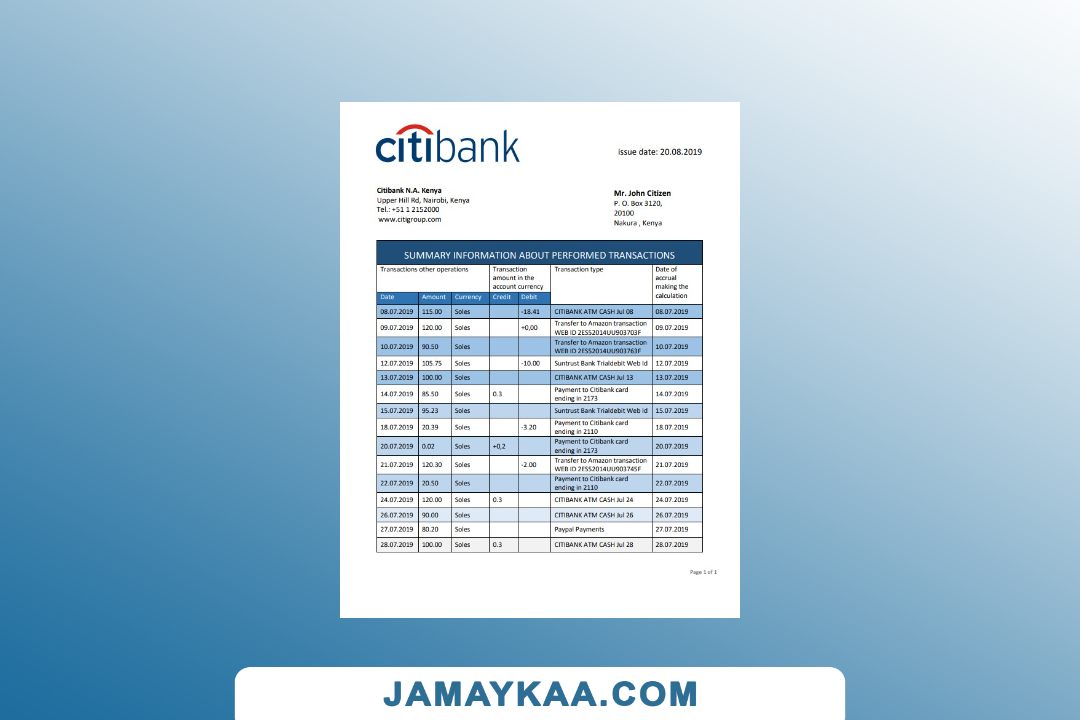 citibank
Issue date: 20.08.2019
Citibank N.A. Kenya
Upper Hill Rd, Nairobi, Kenya
Tel.: +51 1 2152000
www.citigroup.com
Mr. John Citizen
P. O. Box 3120,
20100
Nakura , Kenya
SUMMARY INFORMATION ABOUT PERFORMED TRANSACTIONS
Transactions other operations Transaction amount in the account currency Transaction type Date of accrual making the calculation
Date Amount Currency Credit Debit
08.07.2019 115.00 Soles -18.41 CITIBANK ATM CASH Jul 08 08.07.2019
09.07.2019 120.00 Soles +0,00 Transfer to Amazon transaction WEB ID 2ES52014UU903703F 09.07.2019
10.07.2019 90.50 Soles Transfer to Amazon transaction WEB ID 2ES52014UU903763F 10.07.2019
12.07.2019 105.75 Soles -10.00 Suntrust Bank Trialdebit Web Id 12.07.2019
13.07.2019 100.00 Soles CITIBANK ATM CASH Jul 13 13.07.2019
14.07.2019 85.50 Soles 0.3 Payment to Citibank card ending in 2173 14.07.2019
15.07.2019 95.23 Soles Suntrust Bank Trialdebit Web Id 15.07.2019
18.07.2019 20.39 Soles -3.20 Payment to Citibank card ending in 2110 18.07.2019
20.07.2019 0.02 Soles +0,2 Payment to Citibank card ending in 2173 20.07.2019
21.07.2019 120.30 Soles -2.00 Transfer to Amazon transaction WEB ID 2ES52014UU903745F 21.07.2019
22.07.2019 20.50 Soles Payment to Citibank card ending in 2110 22.07.2019
24.07.2019 120.00 Soles 0.3 CITIBANK ATM CASH Jul 24 24.07.2019
26.07.2019 90.00 Soles CITIBANK ATM CASH Jul 26 26.07.2019
27.07.2019 80.20 Soles Paypal Payments 27.07.2019
28.07.2019 100.00 Soles 0.3 CITIBANK ATM CASH Jul 28 28.07.2019
Page 1 of 1
JAMAYKAA.COM